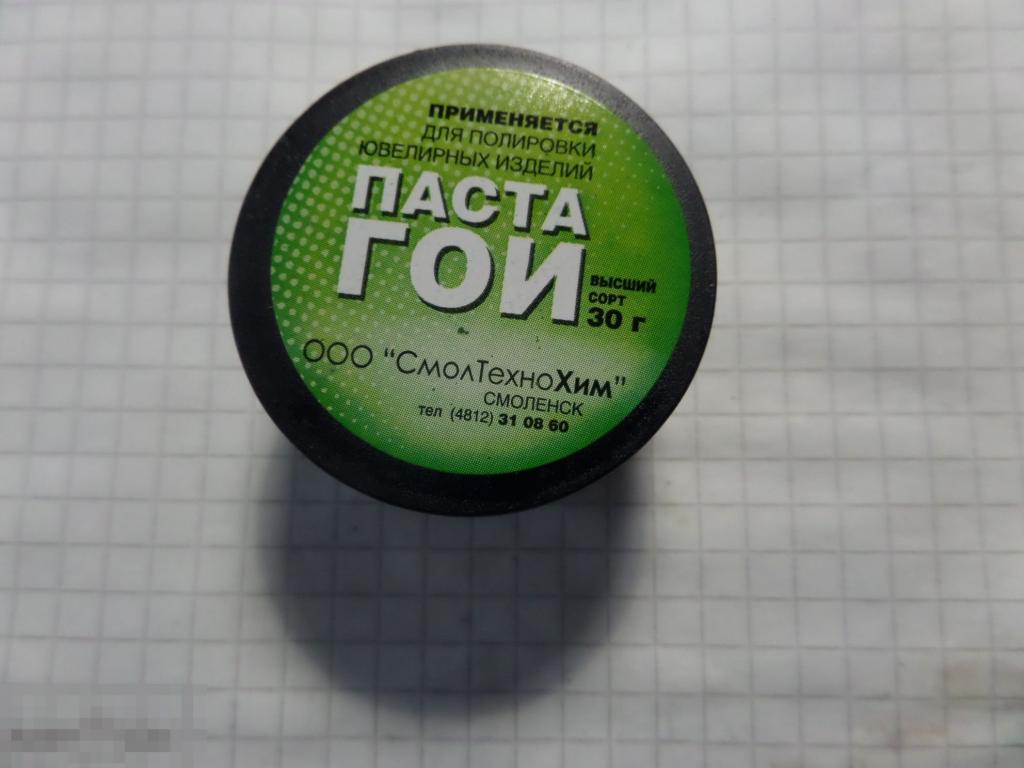 ПРИМЕНЯЕТСЯ
ДЛЯ ПОЛИРОВКИ
ЮВЕЛИРНЫХ ИЗДЕЛИЙ
ПАСТА
ГОИ
ВЫСШИЙ
СОРТ
30 г
ООО "СмолТехноХим"
СМОЛЕНСК
тел (4812) 31 08 60